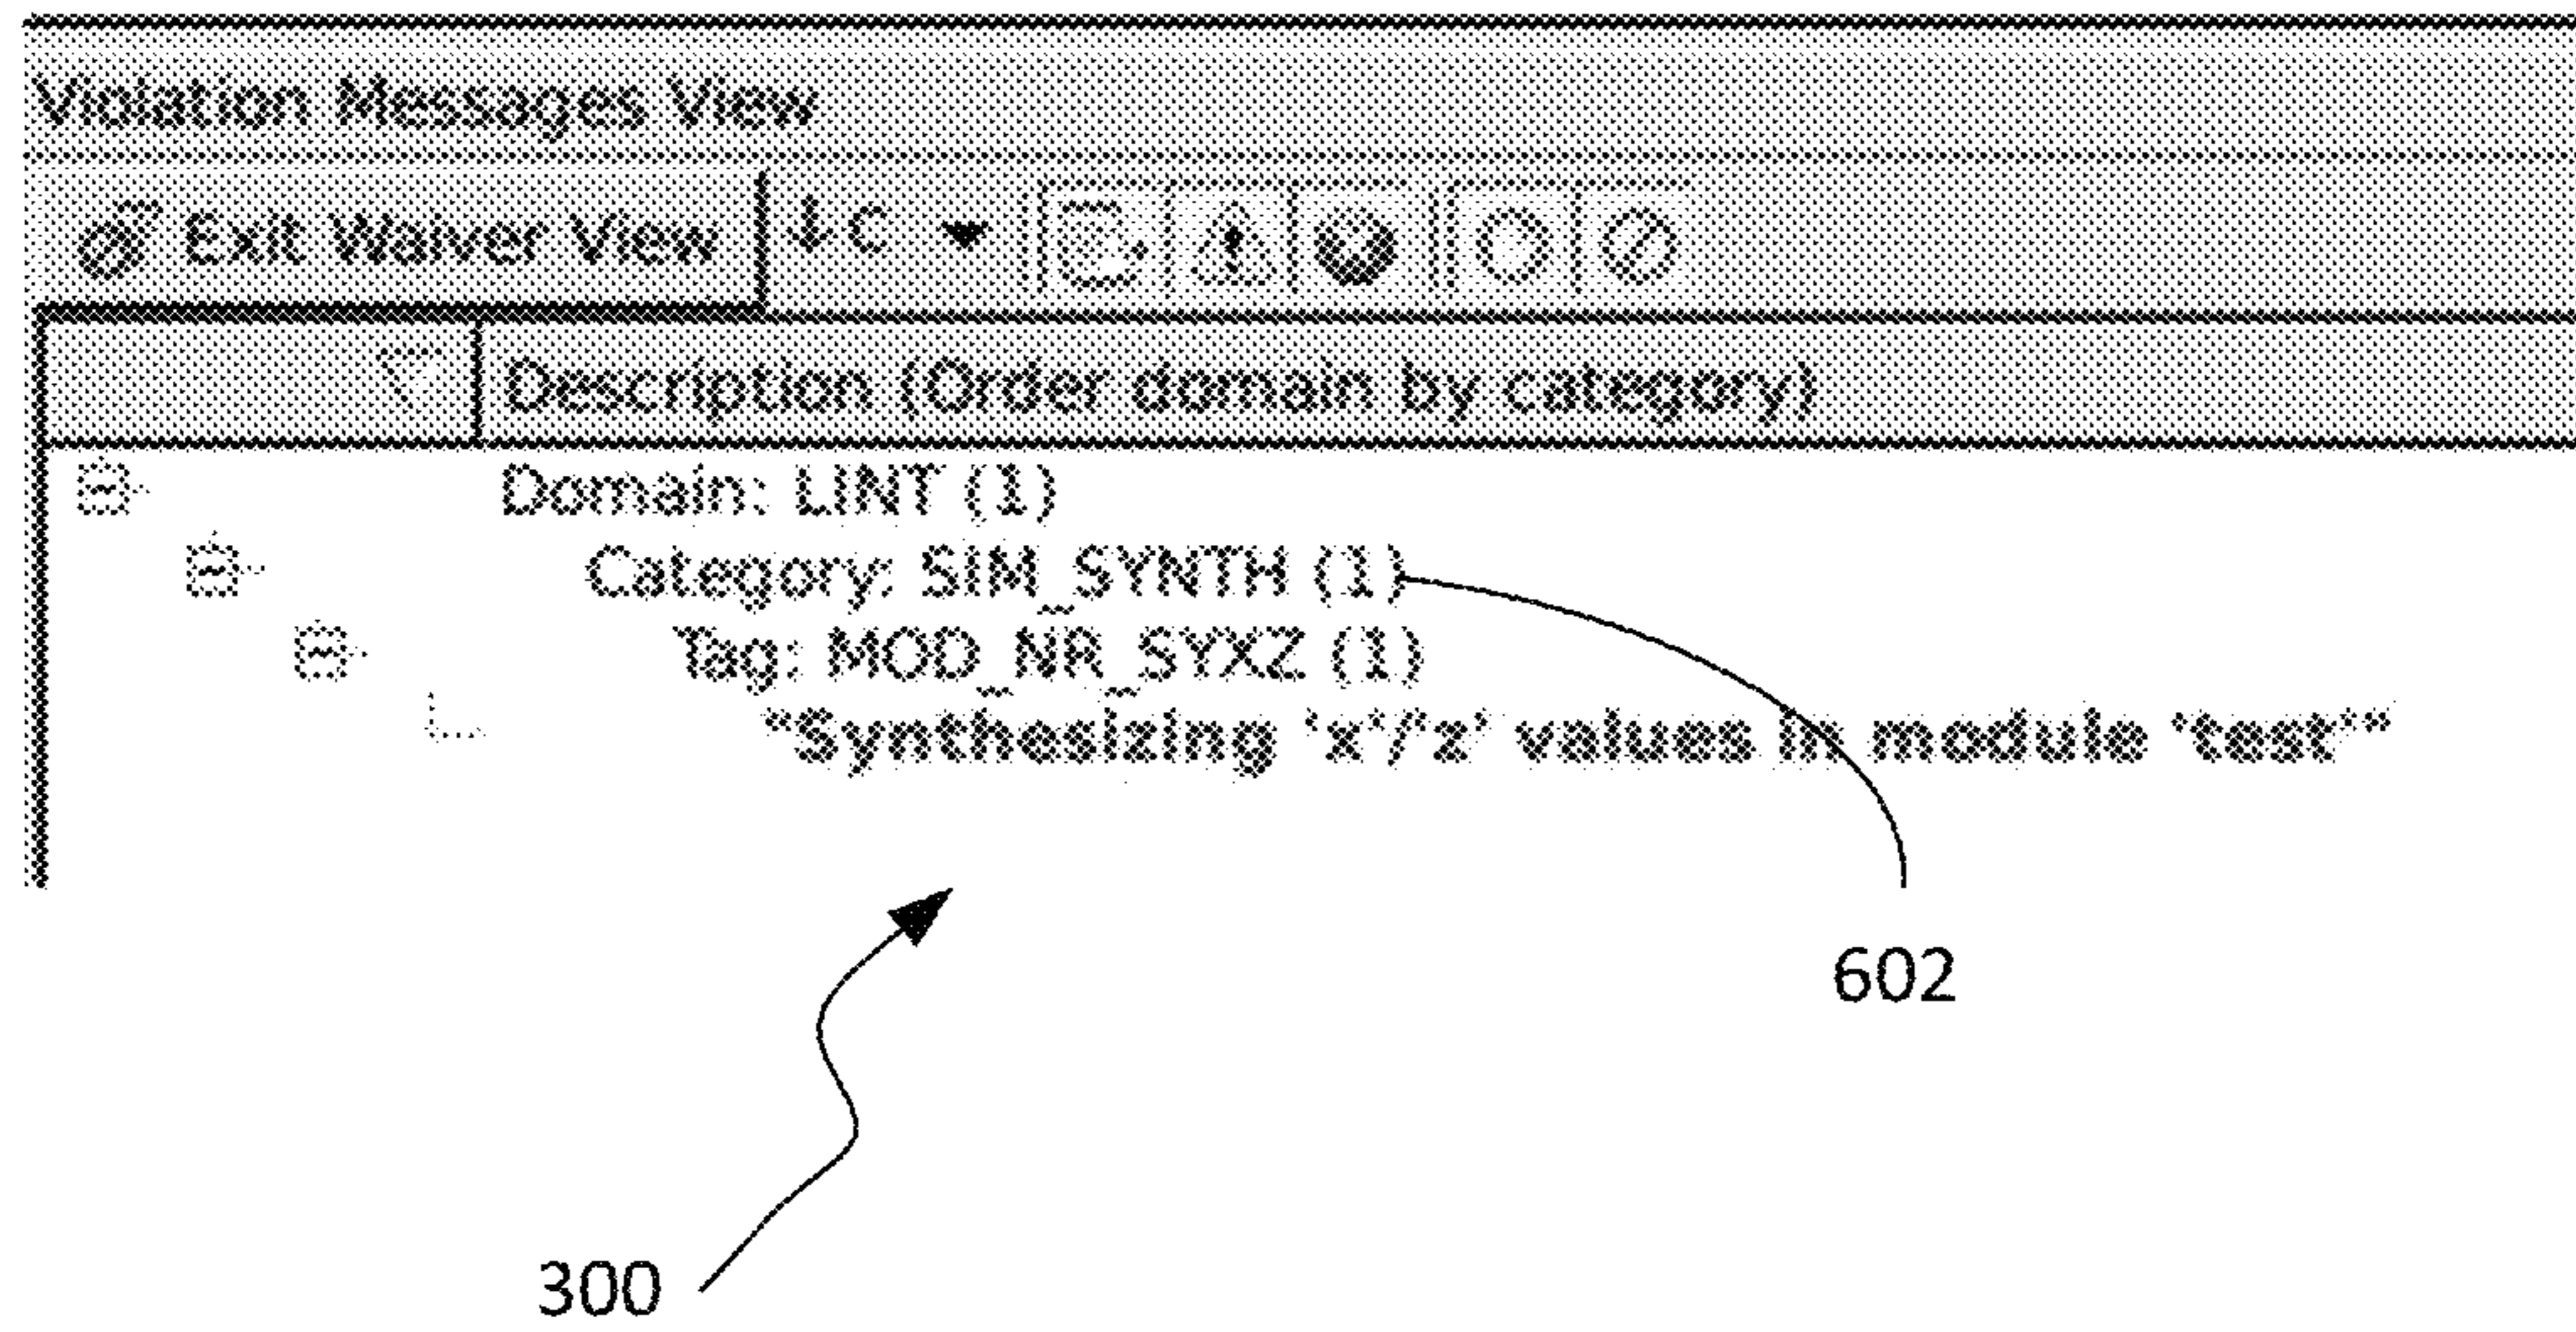 Violation Messages View
Exit Waiver View C
Description (Order domain by category)
Domain: LINT (1)
Category: SIM_SYNTH (1)
Tag: MOD_NR_SYXZ (1)
"Synthesizing 'x'/'z' values in module 'test'"
602
300